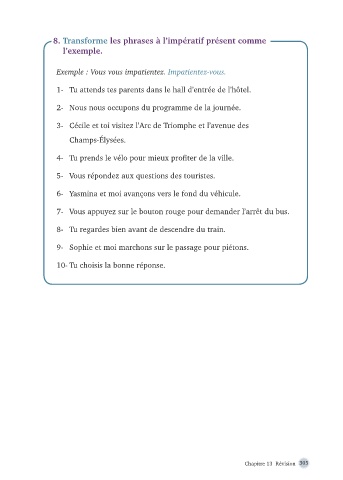 8. Transforme les phrases à l'impératif présent comme
l'exemple.
Exemple : Vous vous impatientez. Impatientez-vous.
1- Tu attends tes parents dans le hall d'entrée de l'hôtel.
2- Nous nous occupons du programme de la journée.
3- Cécile et toi visitez l'Arc de Triomphe et l'avenue des
Champs-Élysées.
4- Tu prends le vélo pour mieux profiter de la ville.
5- Vous répondez aux questions des touristes.
6- Yasmina et moi avançons vers le fond du véhicule.
7- Vous appuyez sur le bouton rouge pour demander l'arrêt du bus.
8- Tu regardes bien avant de descendre du train.
9- Sophie et moi marchons sur le passage pour piétons.
10- Tu choisis la bonne réponse.
Chapitre 13 Révision 303